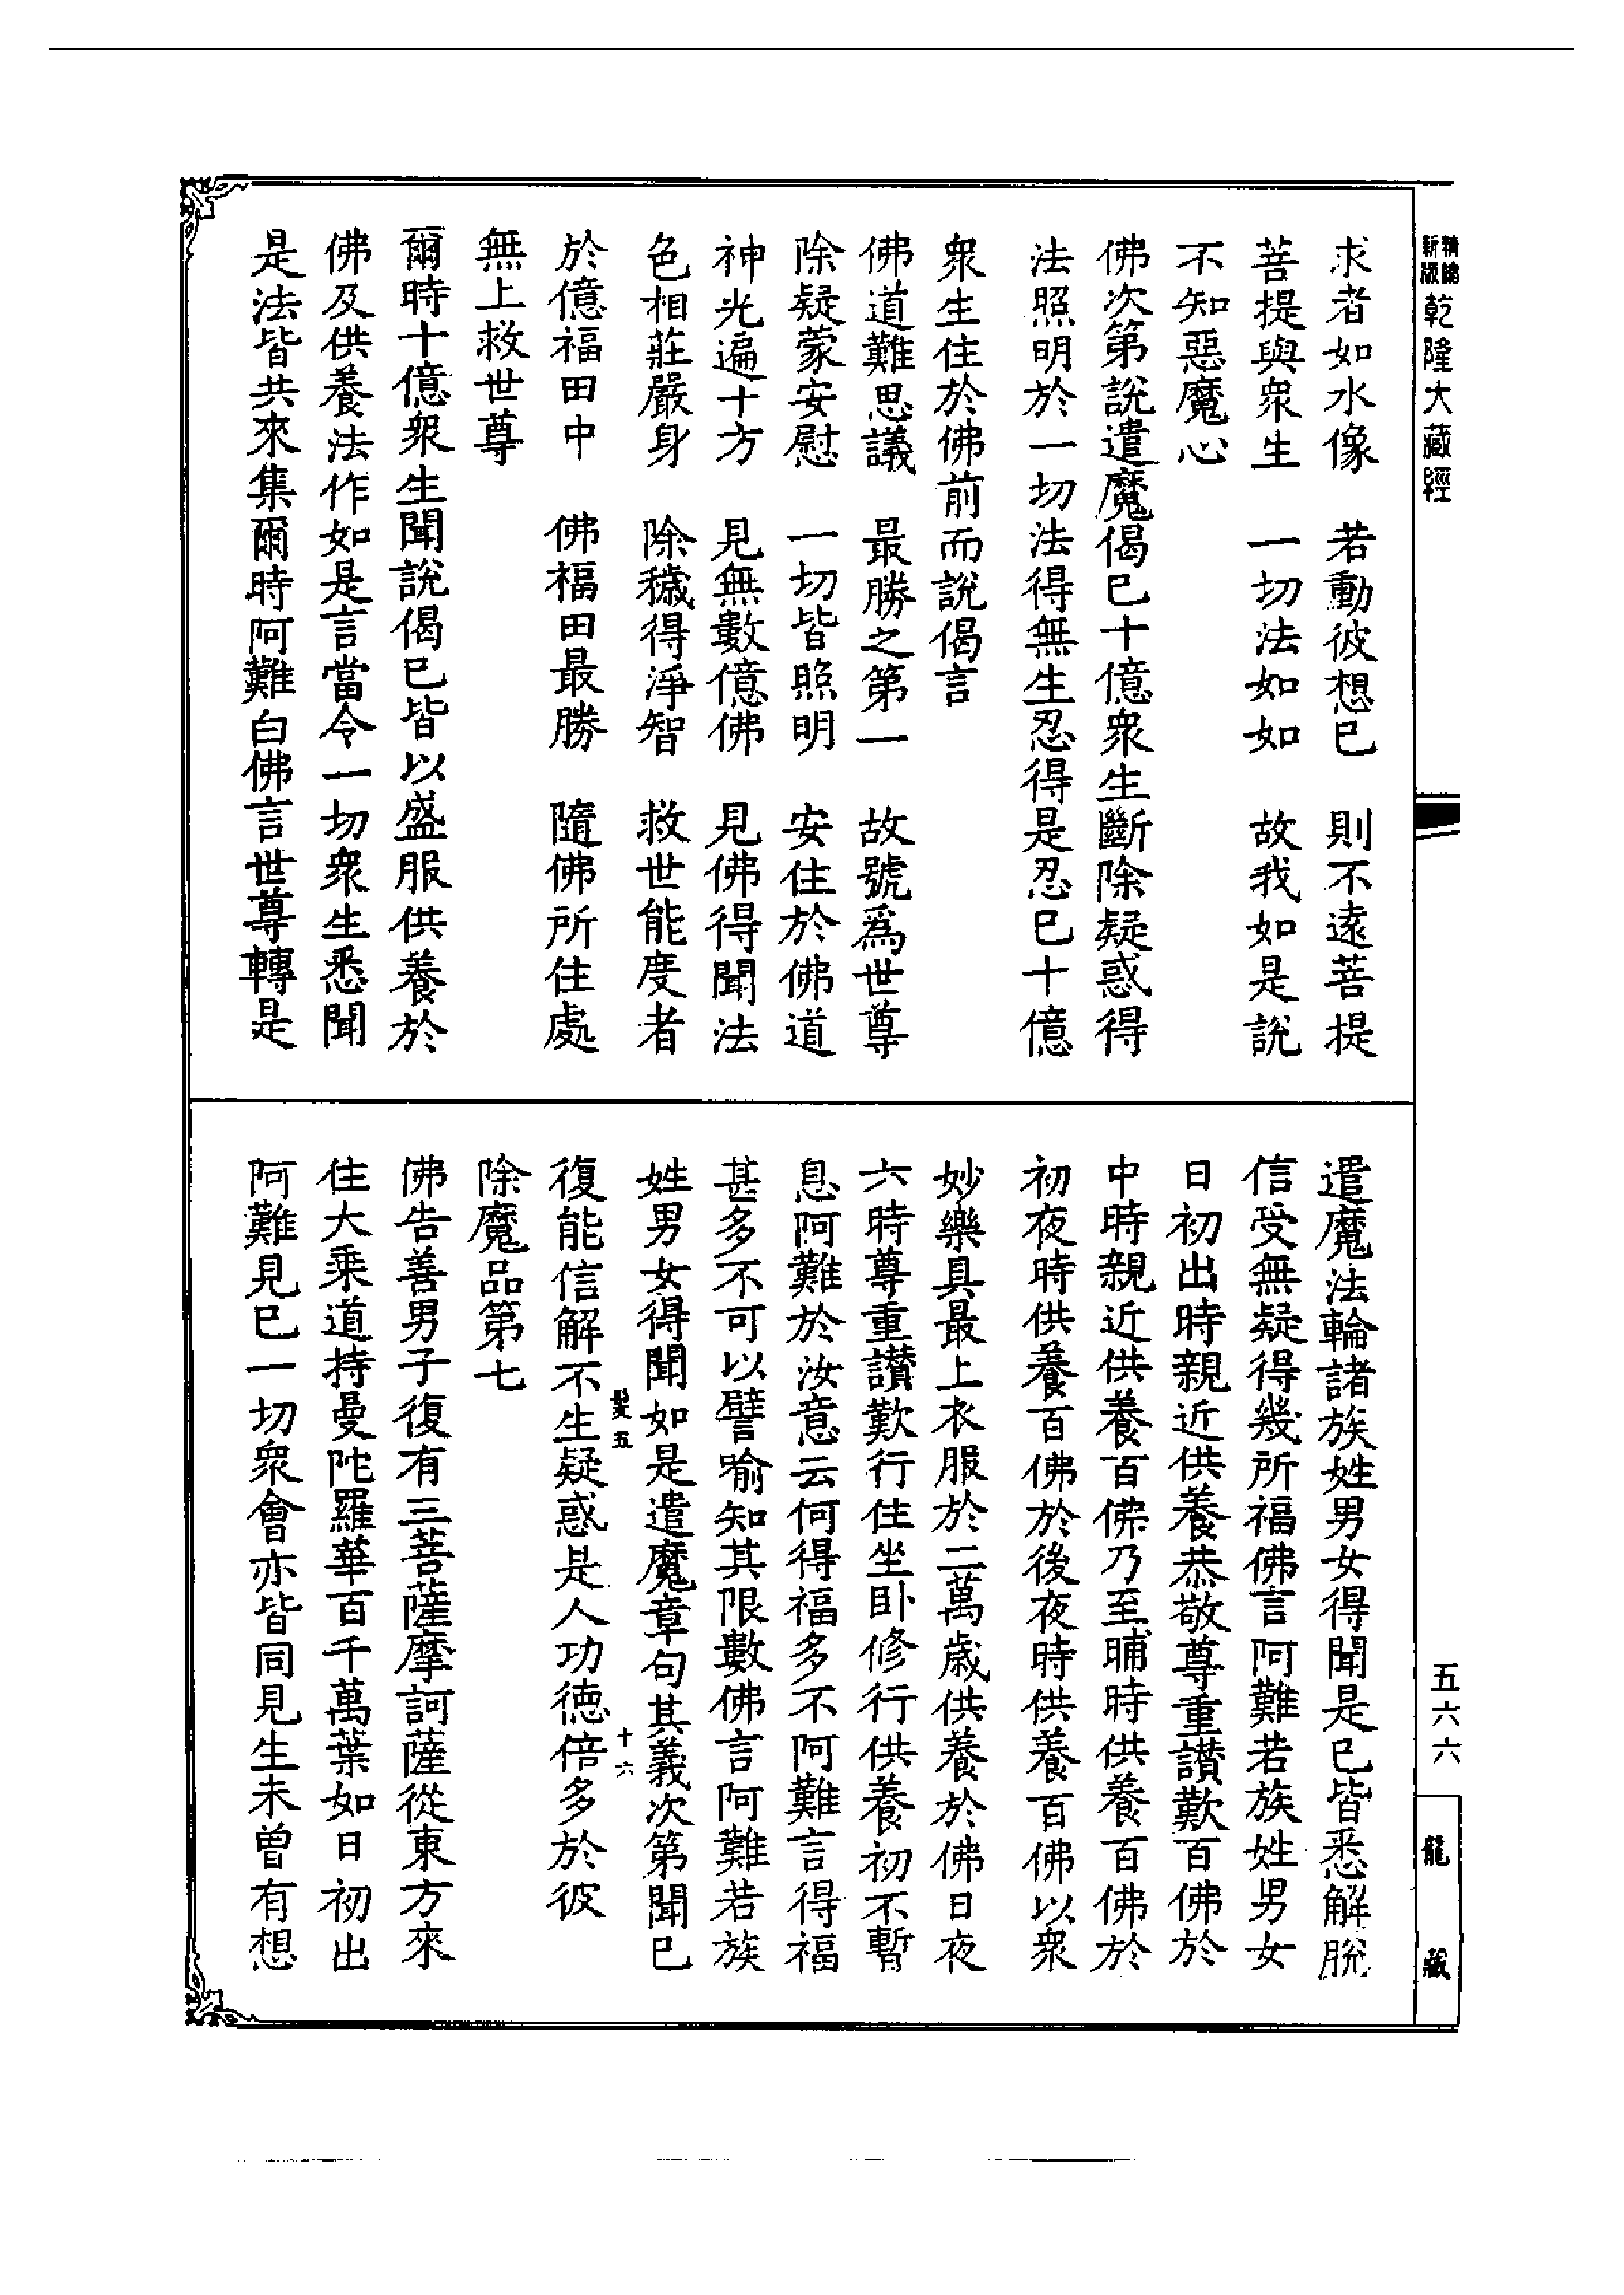 精編
新版
乾隆大藏經
求者如水像　若動彼想已　則不遠菩提
菩提與衆生　一切法如如　故我如是說
不知惡魔心
佛次第說遣魔偈已十億衆生斷除疑惑得
法照明於一切法得無生忍得是忍已十億
衆生住於佛前而說偈言
佛道難思議　最勝之第一　故號爲世尊
除疑蒙安慰　一切皆照明　安住於佛道
神光遍十方　見無數億佛　見佛得聞法
色相莊嚴身　除穢得淨智　救世能度者
於億福田中　佛福田最勝　隨佛所住處
無上救世尊
爾時十億衆生聞說偈已皆以盛服供養於
佛及供養法作如是言當令一切衆生悉聞
是法皆共來集爾時阿難白佛言世尊轉是
遣魔法輪諸族姓男女得聞是已皆悉解脫
信受無疑得幾所福佛言阿難若族姓男女
日初出時親近供養恭敬尊重讃歎百佛於
中時親近供養百佛乃至晡時供養百佛於
初夜時供養百佛於後夜時供養百佛以衆
妙樂具最上衣服於二萬歲供養於佛日夜
六時尊重讃歎行住坐卧修行供養初不暫
息阿難於汝意云何得福多不阿難言得福
甚多不可以譬喻知其限數佛言阿難若族
姓男女得聞如是遣魔章句其義次第聞已
髮五
十六
復能信解不生疑惑是人功德倍多於彼
除魔品第七
佛告善男子復有三菩薩摩訶薩從東方來
住大乘道持曼陀羅華百千萬葉如日初出
阿難見已一切衆會亦皆同見生未曾有想
五六六
龍
藏